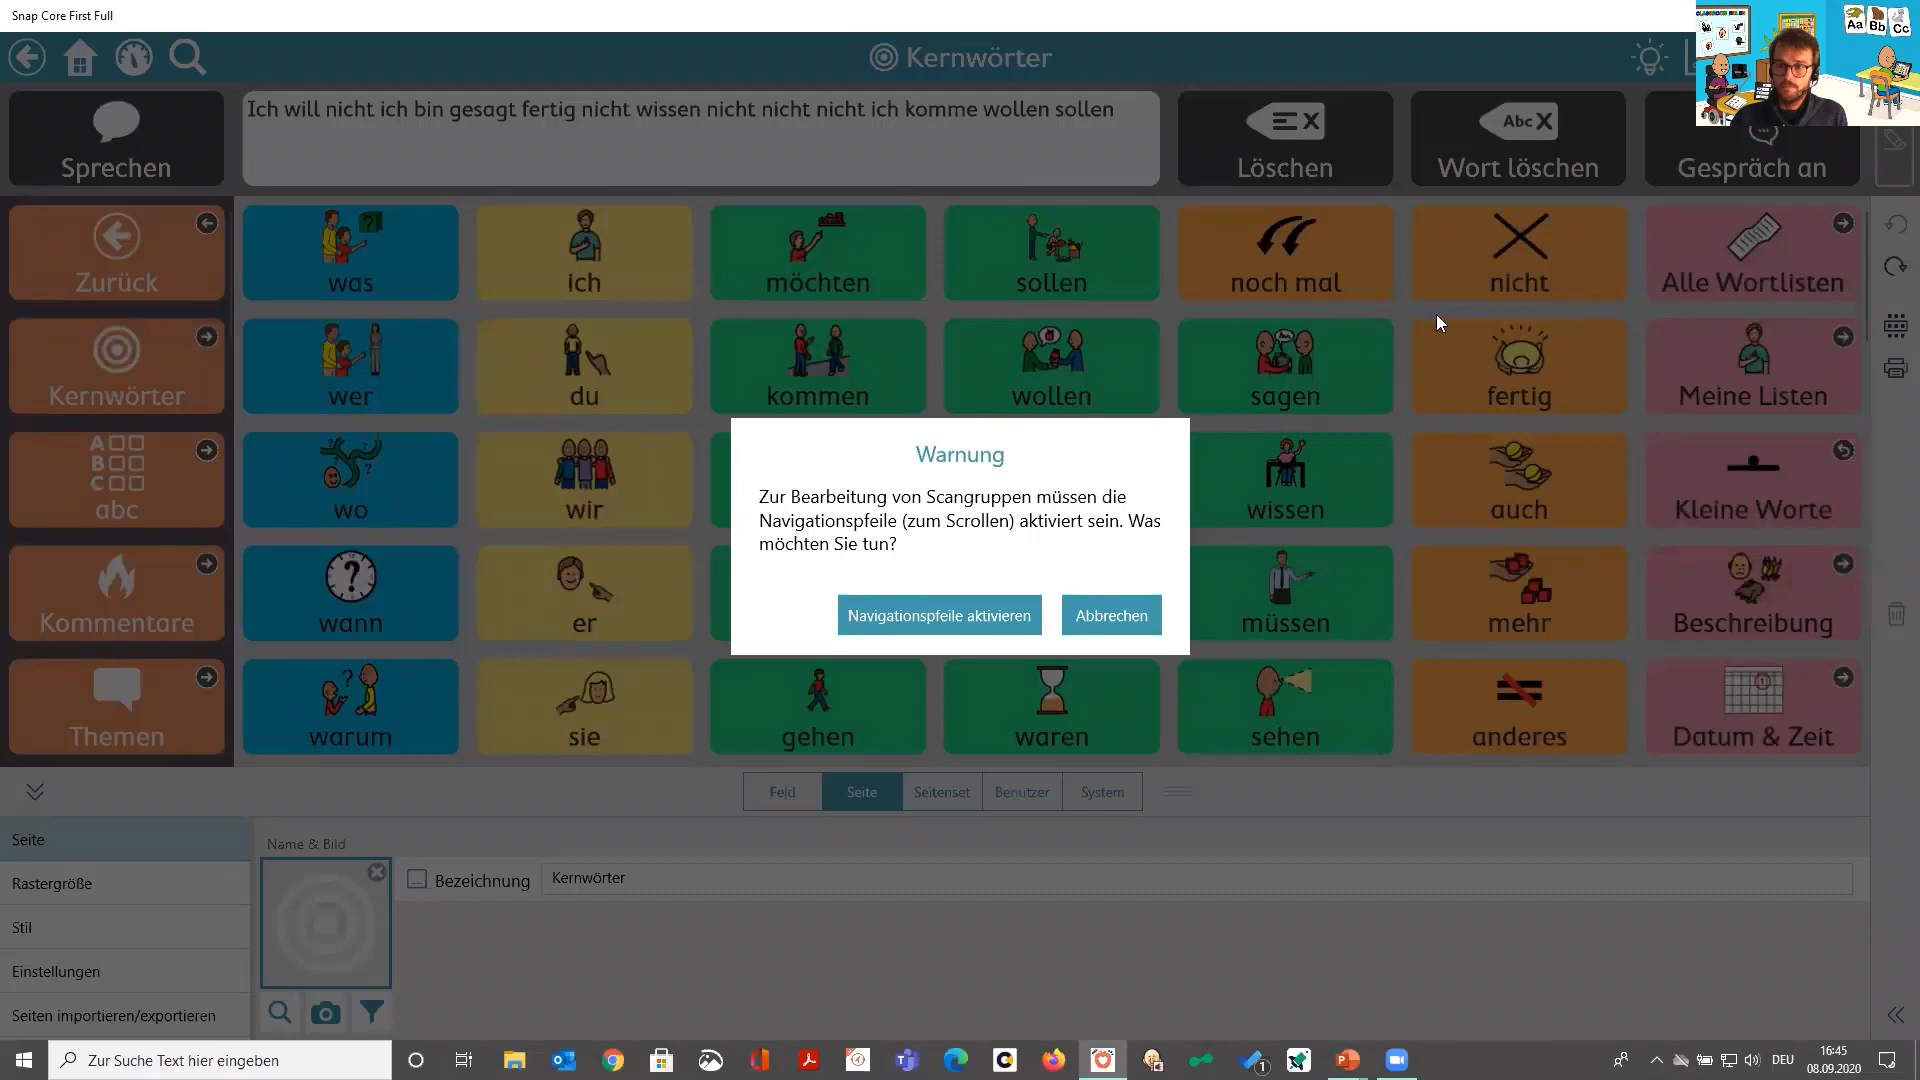 Snap Core First Full
Kernwörter
Aa Bb Cc
Sprechen
Ich will nicht ich bin gesagt fertig nicht wissen nicht nicht nicht ich komme wollen sollen
Löschen
Abc X
Wort löschen
Gespräch an
Zurück
was
ich
möchten
sollen
noch mal
nicht
Alle Wortlisten
Kernwörter
wer
du
kommen
wollen
sagen
fertig
Meine Listen
A
B
C
abc
wo
wir
wissen
auch
Kleine Worte
Kommentare
wann
er
müssen
mehr
Beschreibung
Themen
warum
sie
gehen
waren
sehen
anderes
Datum & Zeit
Warnung
Zur Bearbeitung von Scangruppen müssen die
Navigationspfeile (zum Scrollen) aktiviert sein. Was
möchten Sie tun?
Navigationspfeile aktivieren
Abbrechen
Feld
Seite
Seitenset
Benutzer
System
Seite
Rastergröße
Stil
Einstellungen
Seiten importieren/exportieren
Name & Bild
Bezeichnung
Kernwörter
Zur Suche Text hier eingeben
DEU
16:45
08.09.2020